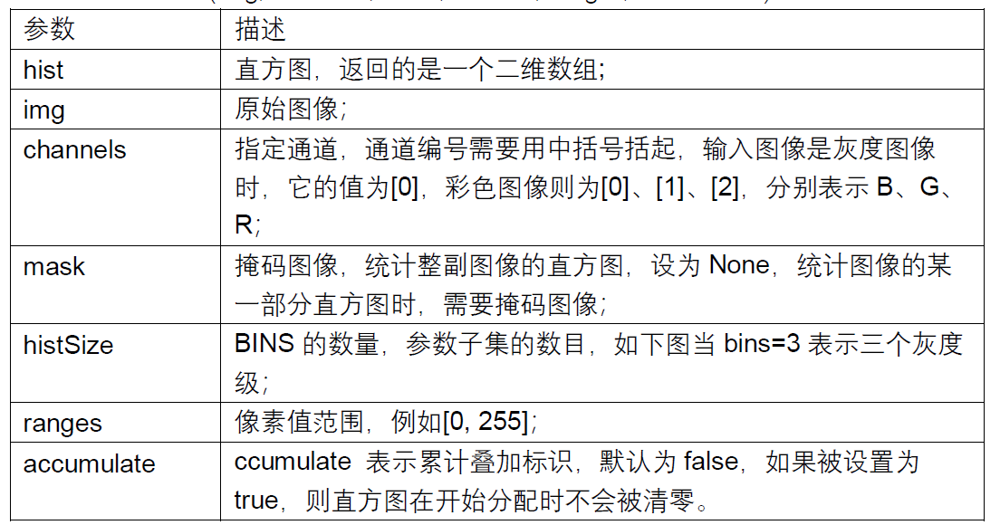 参数 描述
hist 直方图，返回的是一个二维数组;
img 原始图像;
channels 指定通道，通道编号需要用中括号括起，输入图像是灰度图像
时，它的值为[0]，彩色图像则为[0]、[1]、[2]，分别表示 B、G、
R;
mask 掩码图像，统计整副图像的直方图，设为 None，统计图像的某
一部分直方图时，需要掩码图像;
histSize BINS 的数量，参数子集的数目，如下图当 bins=3 表示三个灰度
级;
ranges 像素值范围，例如[0, 255];
accumulate ccumulate 表示累计叠加标识，默认为 false，如果被设置为
true，则直方图在开始分配时不会被清零。